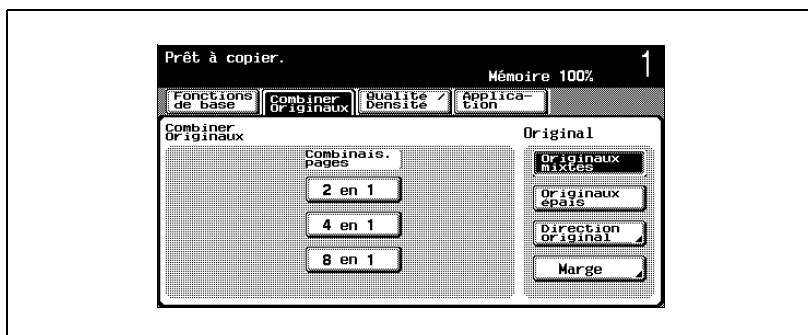 Prêt à copier.
Mémoire 100%
1
Fonctions
de base
Combiner
Originaux
Qualité /
Densité
Applica-
tion
Combiner
Originaux
Combinais.
pages
2 en 1
4 en 1
8 en 1
Original
Originaux
mixtes
Originaux
épais
Direction
original
Marge